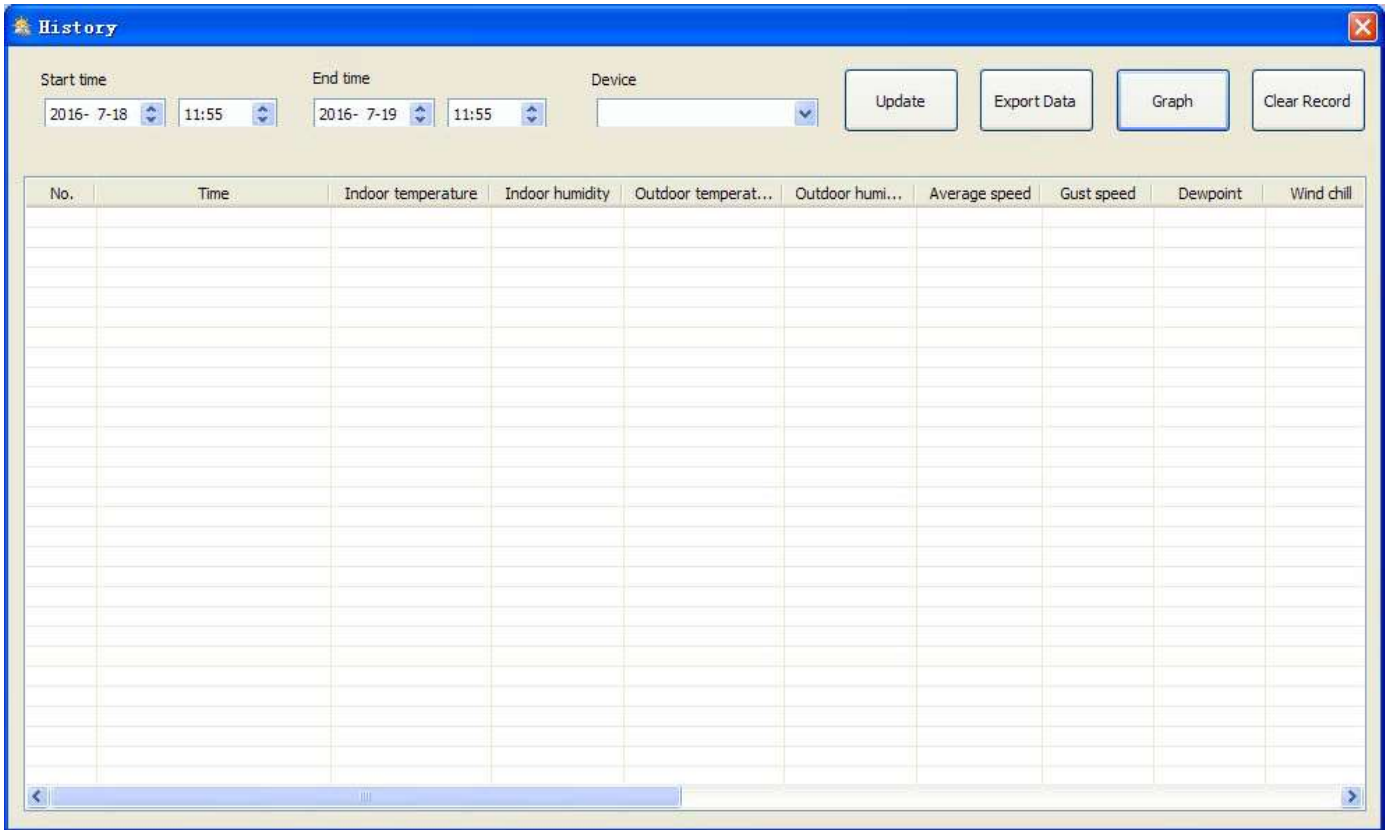 History
Start time End time Device
2016- 7-18 11:55 2016- 7-19 11:55 Update Export Data Graph Clear Record
No. Time Indoor temperature Indoor humidity Outdoor temperat... Outdoor humi... Average speed Gust speed Dewpoint Wind chill